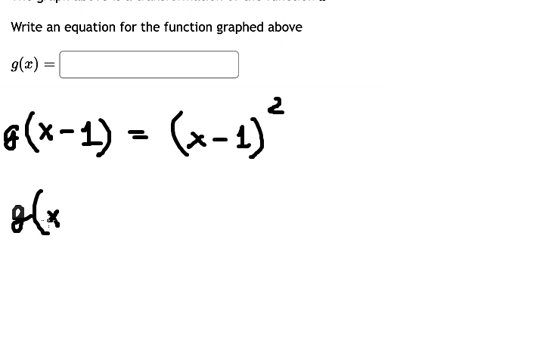 Write an equation for the function graphed above
g(x) =
g(x-1) = (x-1)²
g(x